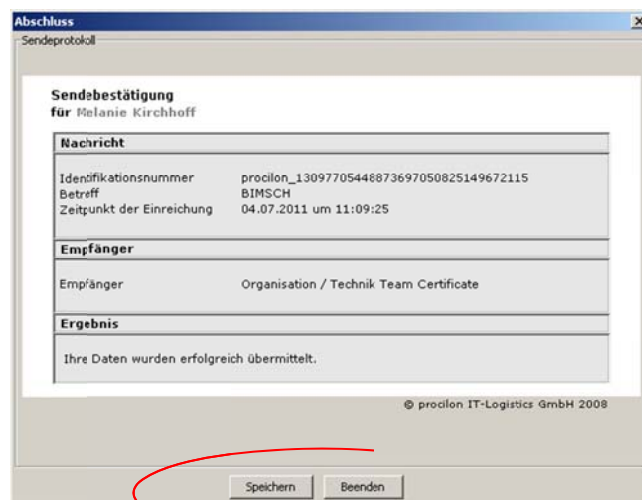 Abschluss
Sendeprotokoll
Sendebestätigung
für Melanie Kirchhoff
Nachricht
Identifikationsnummer procilon_13097705448873697050825149672115
Betreff BIMSCH
Zeitpunkt der Einreichung 04.07.2011 um 11:09:25
Empfänger
Empfänger Organisation / Technik Team Certificate
Ergebnis
Ihre Daten wurden erfolgreich übermittelt.
© procilon IT-Logistics GmbH 2008
Speichern Beenden